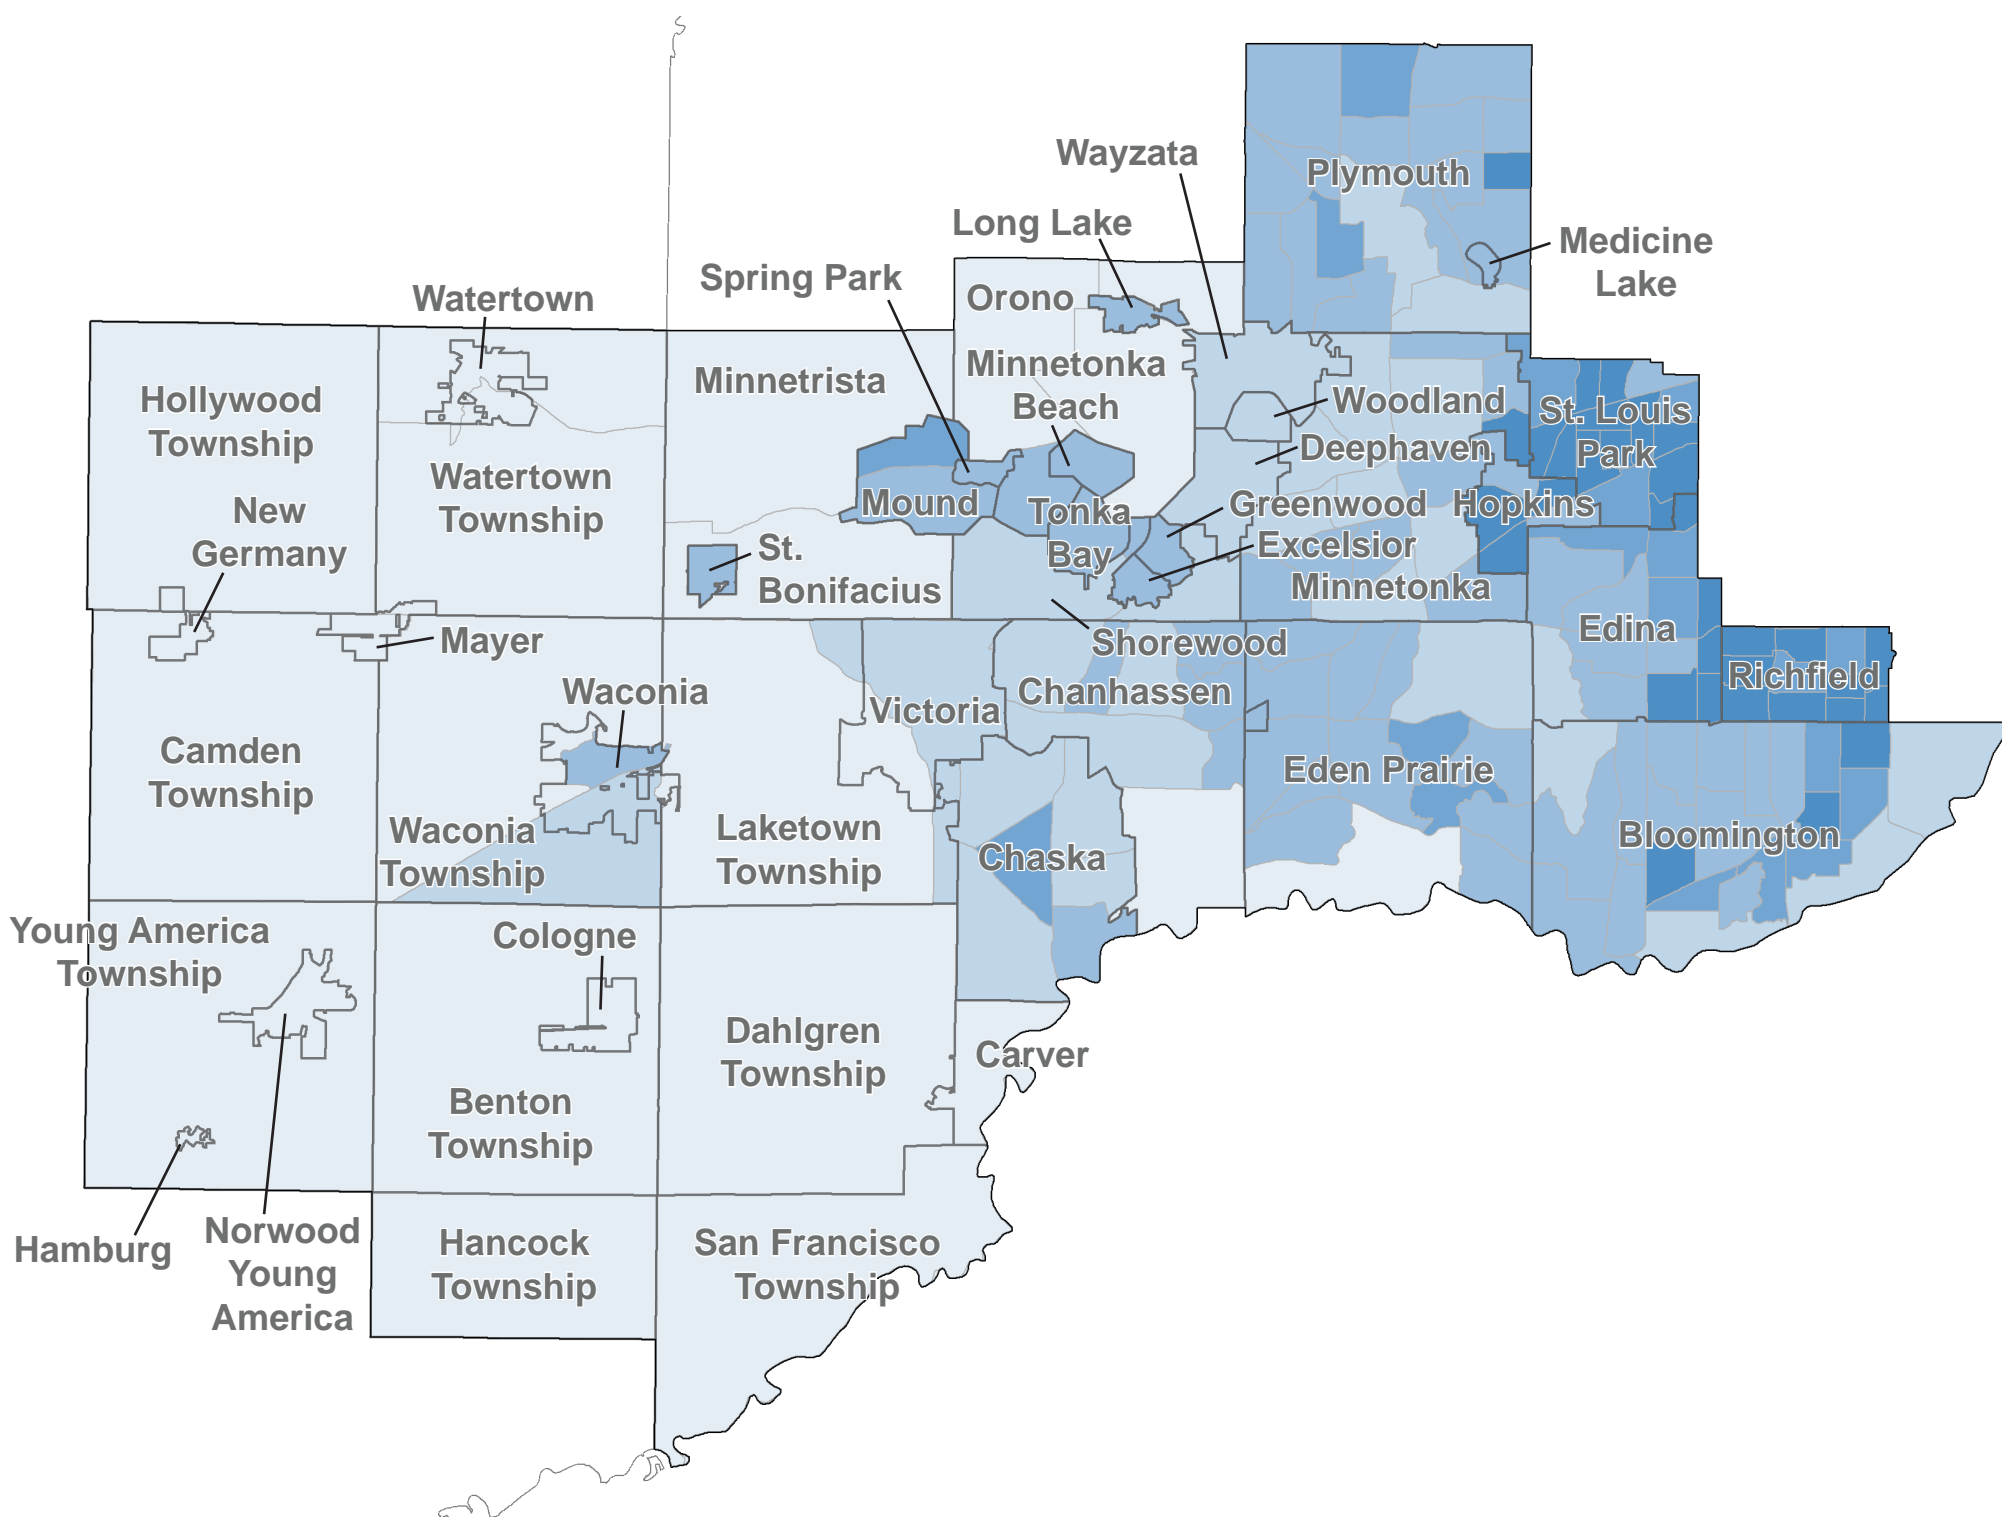 Wayzata
Plymouth
Long Lake
Medicine
Lake
Spring Park
Orono
Watertown
Minnetonka
Beach
Minnetrista
Hollywood
Township
Woodland
St. Louis
Park
Deephaven
Watertown
Township
Mound
Tonka
Bay
Greenwood
Hopkins
New
Germany
St.
Bonifacius
Excelsior
Minnetonka
Mayer
Shorewood
Edina
Waconia
Victoria
Chanhassen
Richfield
Camden
Township
Eden Prairie
Waconia
Township
Laketown
Township
Chaska
Bloomington
Young America
Township
Cologne
Dahlgren
Township
Carver
Benton
Township
Hamburg
Norwood
Young
America
Hancock
Township
San Francisco
Township